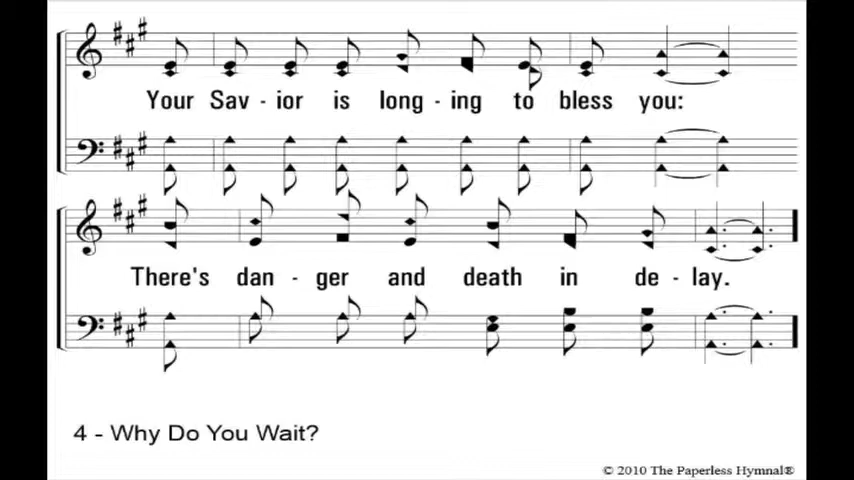 Your Sav - ior is long - ing to bless you:
There's dan - ger and death in de - lay.
4 - Why Do You Wait?
© 2010 The Paperless Hymnal®